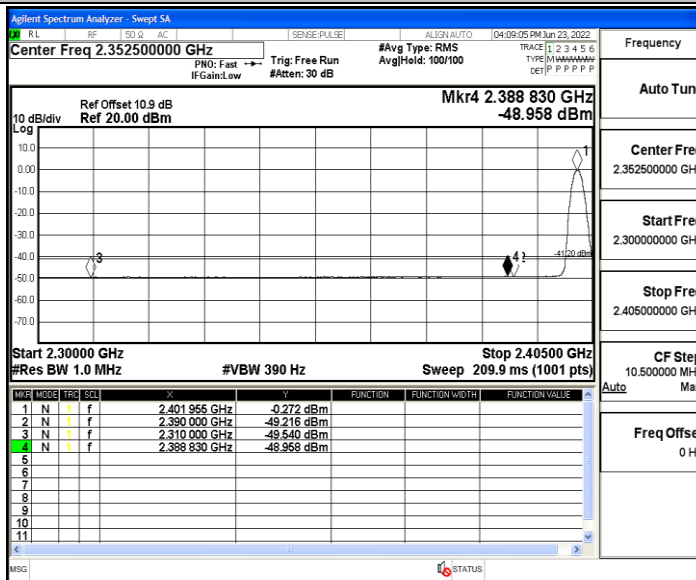 Agilent Spectrum Analyzer - Swept SA
RL RF 50 Ω AC SENSE:PULSE ALIGN AUTO 04:09:05 PM Jun 23, 2022
Center Freq 2.352500000 GHz
PNO: Fast
IFGain:Low
Trig: Free Run
#Atten: 30 dB
#Avg Type: RMS
Avg|Hold: 100/100
TRACE 1 2 3 4 5 6
TYPE M
DET P P P P P P
Frequency
Auto Tun
Center Fre
2.352500000 GH
Start Fre
2.300000000 GH
Stop Fre
2.405000000 GH
CF Step
10.500000 MH
Auto Ma
Freq Offse
0 H
Mkr4 2.388 830 GHz
-48.958 dBm
Ref Offset 10.9 dB
10 dB/div Ref 20.00 dBm
Log
10.0
0.00
-10.0
-20.0
-30.0
-40.0
-50.0
-60.0
-70.0
1
3
4
-41.20 dBm
Start 2.30000 GHz Stop 2.40500 GHz
#Res BW 1.0 MHz #VBW 390 Hz Sweep 209.9 ms (1001 pts)
MKR MODE TRC SCL X Y FUNCTION FUNCTION WIDTH FUNCTION VALUE
1 N 1 f 2.401 955 GHz -0.272 dBm
2 N 1 f 2.390 000 GHz -49.216 dBm
3 N 1 f 2.310 000 GHz -49.540 dBm
4 N 1 f 2.388 830 GHz -48.958 dBm
5
6
7
8
9
10
11
MSG STATUS